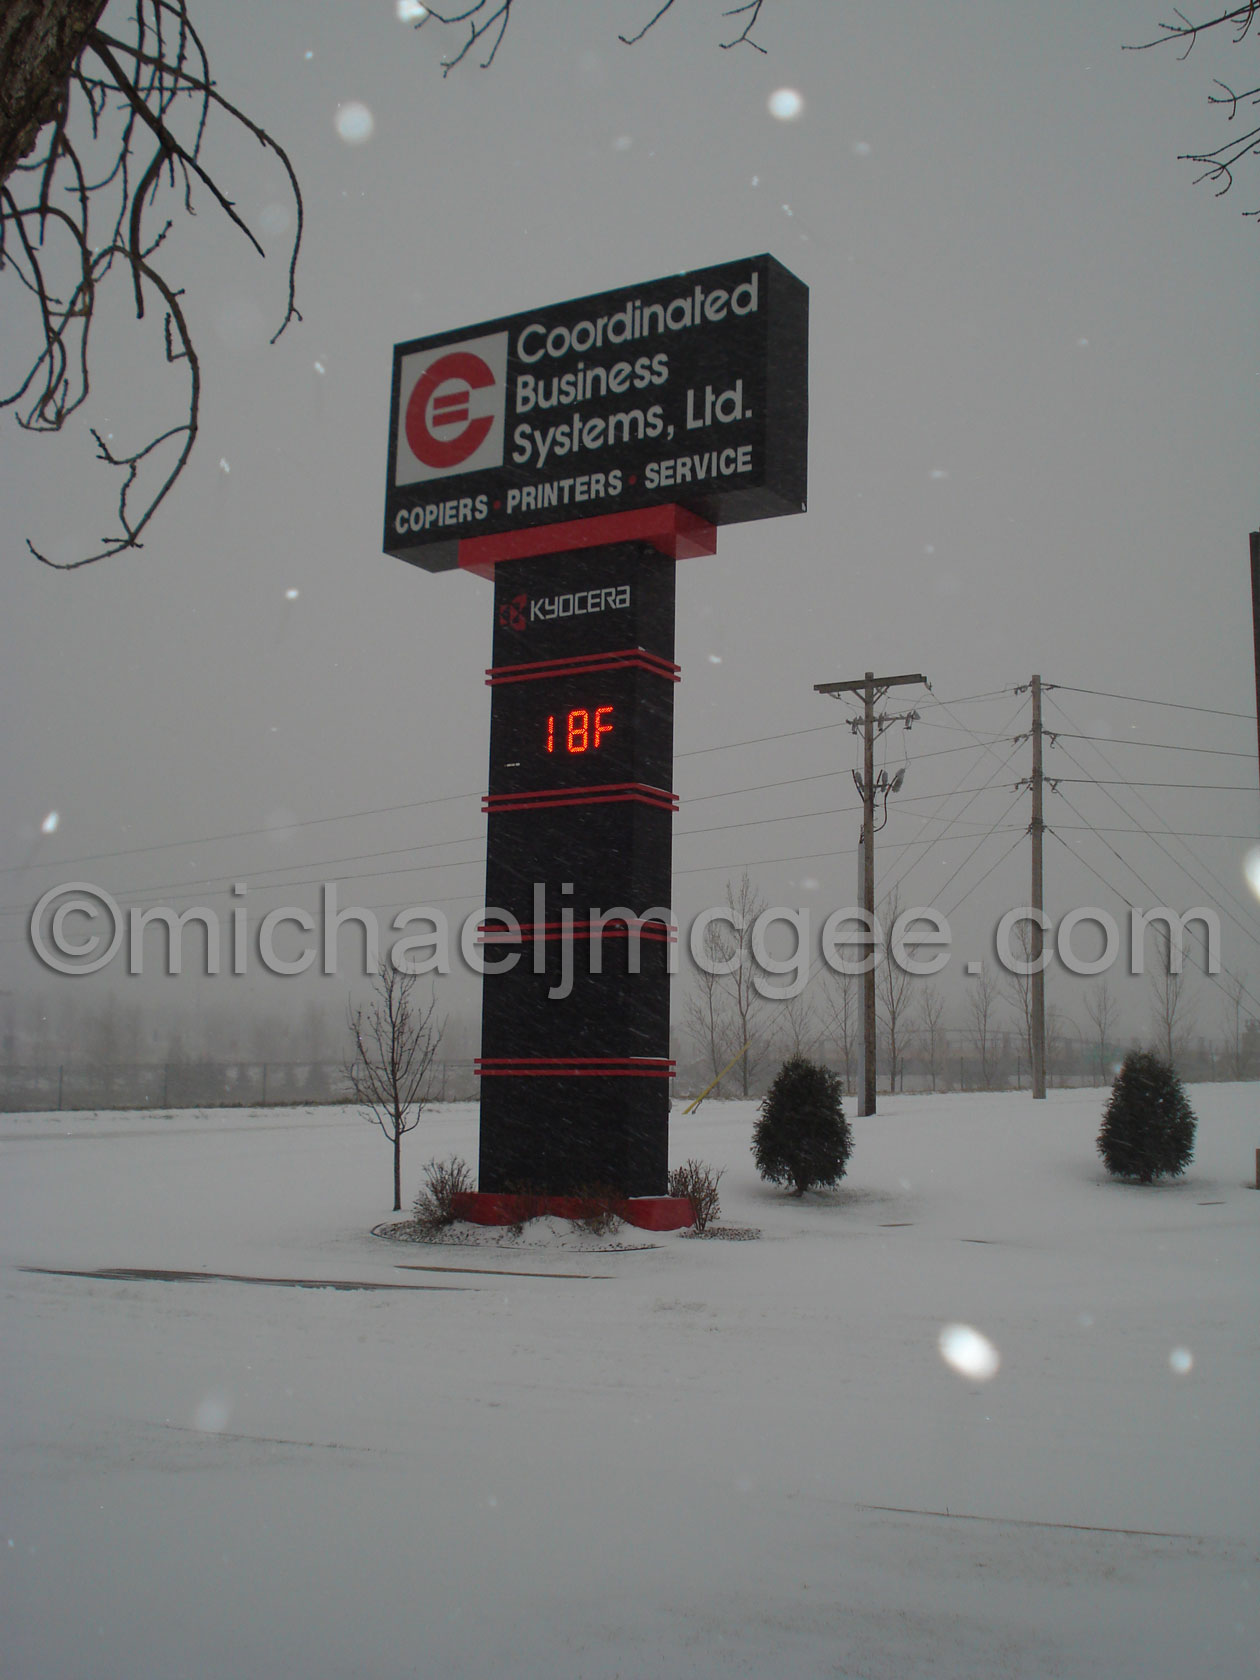 Coordinated
Business
Systems, Ltd.
COPIERS • PRINTERS • SERVICE
KYOCERA
18F
©michaeljmcgee.com